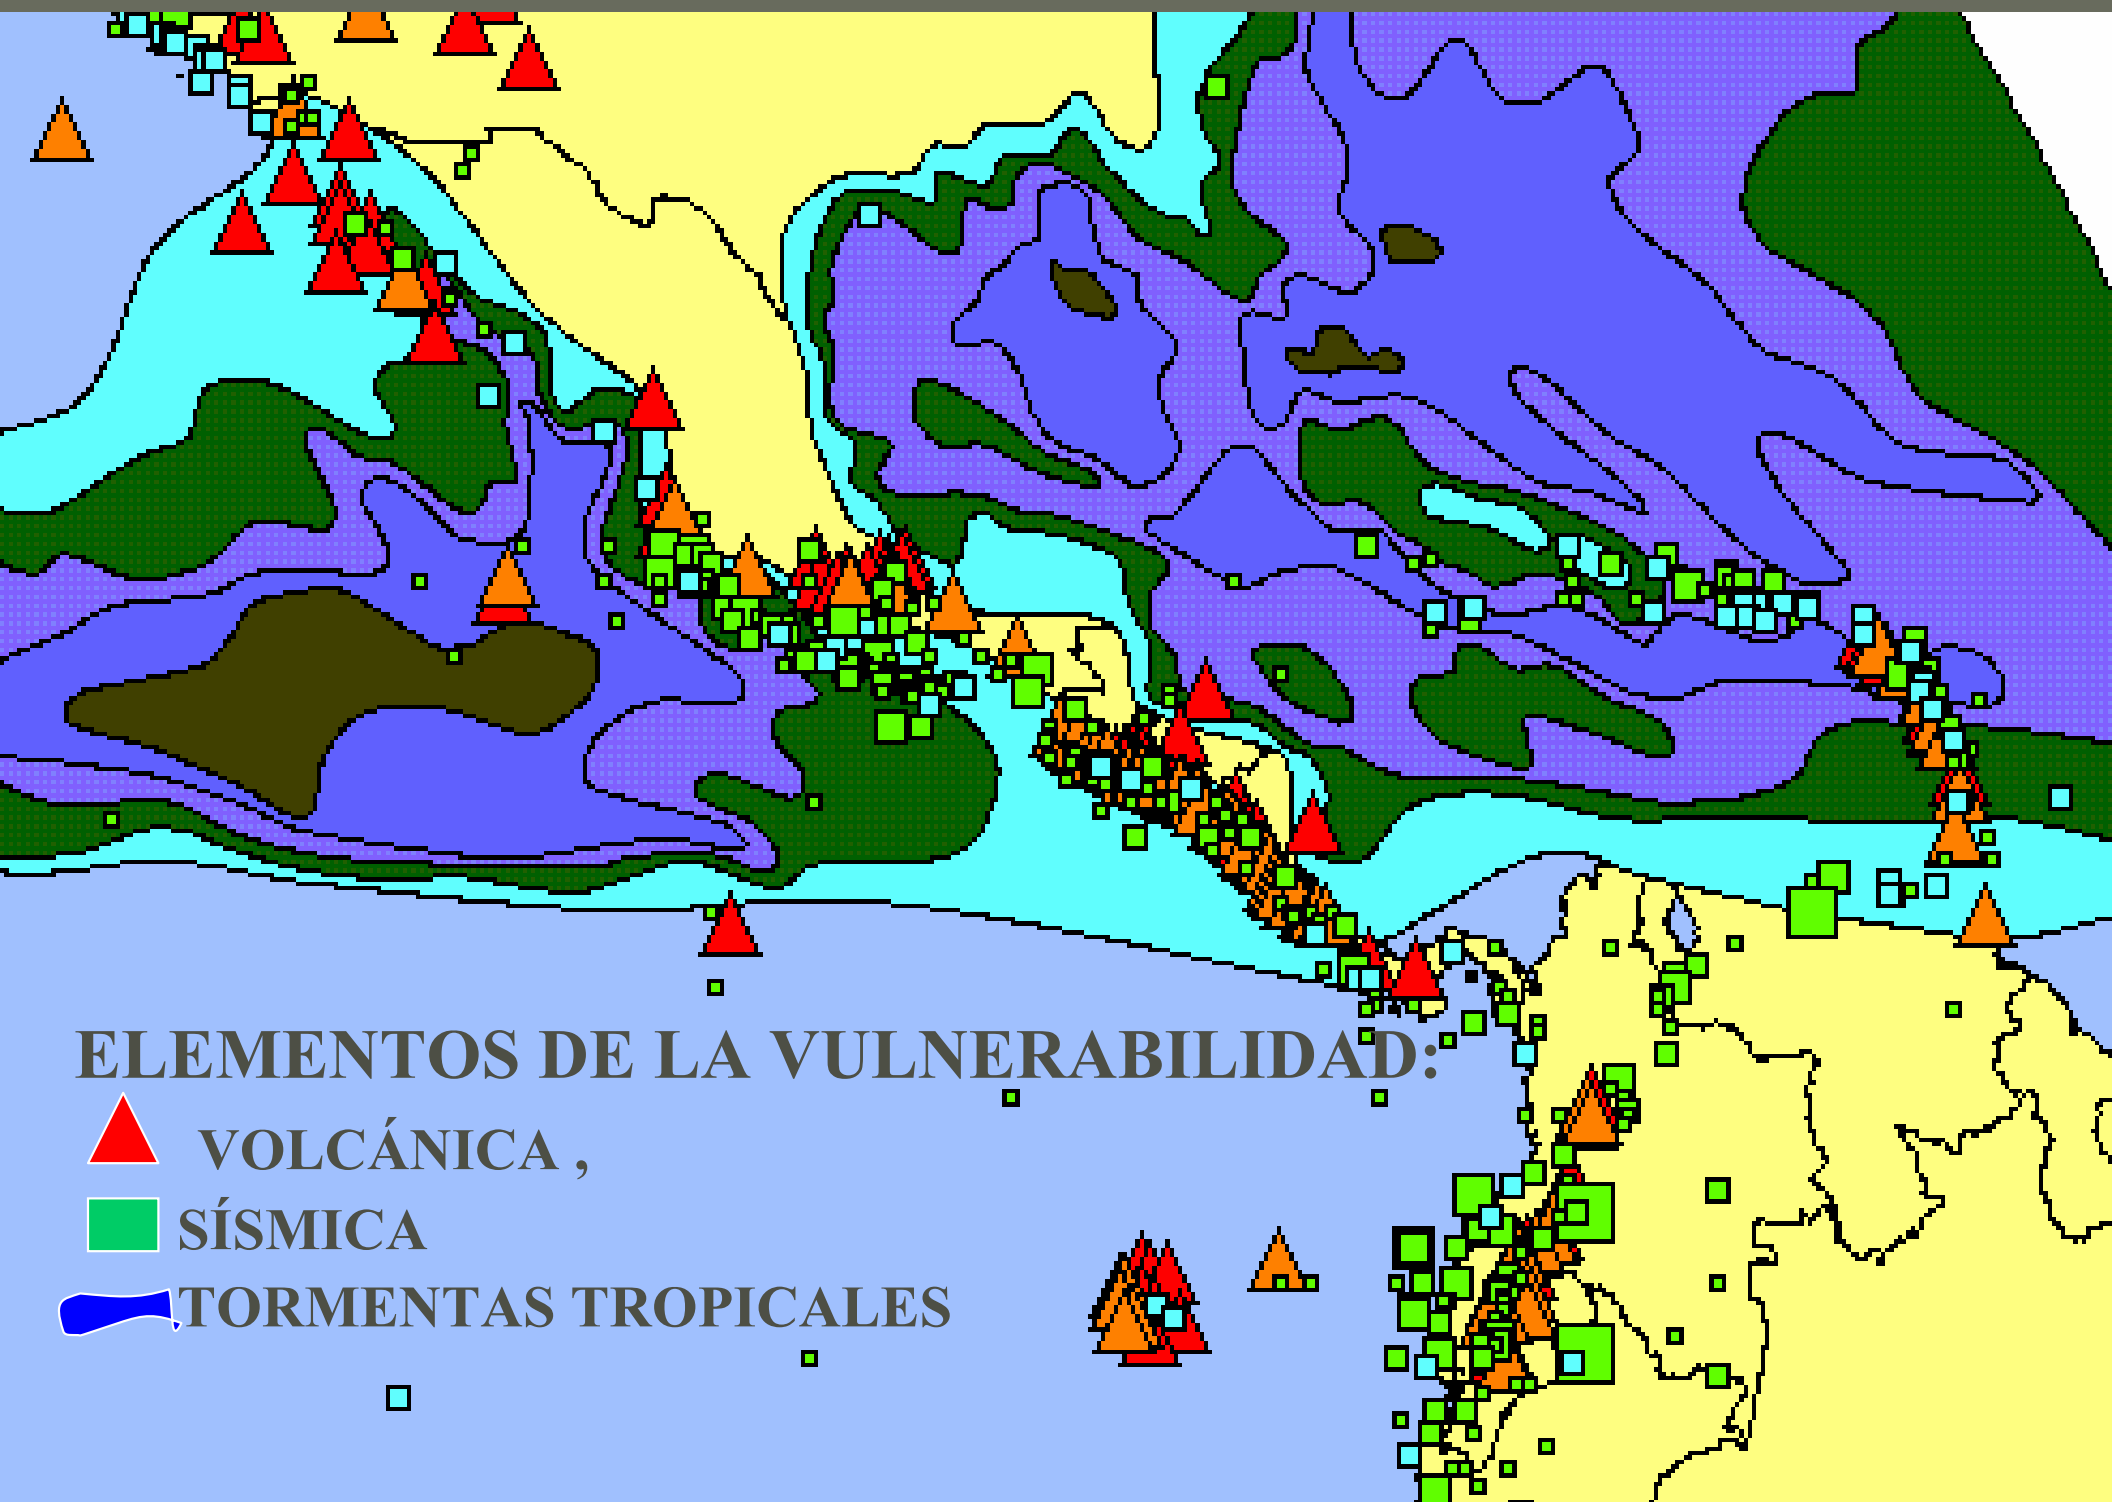 ELEMENTOS DE LA VULNERABILIDAD:
VOLCÁNICA ,
SÍSMICA
TORMENTAS TROPICALES